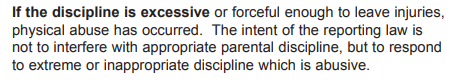 If the discipline is excessive or forceful enough to leave injuries,
physical abuse has occurred.  The intent of the reporting law is
not to interfere with appropriate parental discipline, but to respond
to extreme or inappropriate discipline which is abusive.